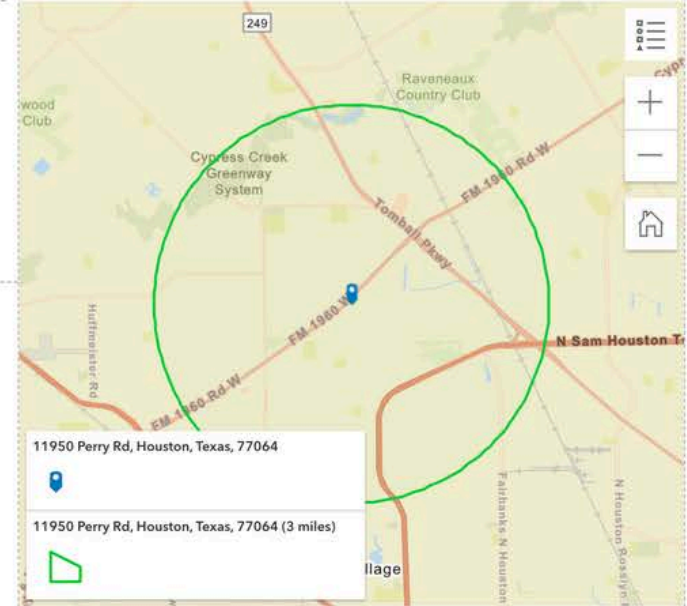 249
Raveneaux
Country Club
wood
Club
Cypress Creek
Greenway
System
FM 1960 Rd W
Tomball Pkwy
FM 1960 W
Huffmeister Rd
N Sam Houston T
FM 1960 Rd W
11950 Perry Rd, Houston, Texas, 77064
11950 Perry Rd, Houston, Texas, 77064 (3 miles)
Fairbanks N Houston
N Houston Rosslyn
llage